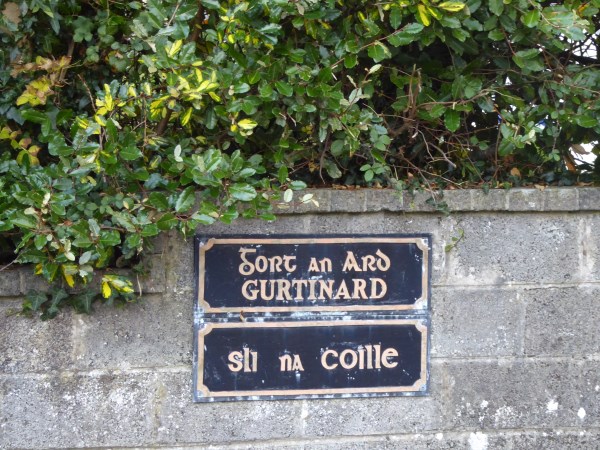 Gort an Ard
GURTINARD
Slí na Coille